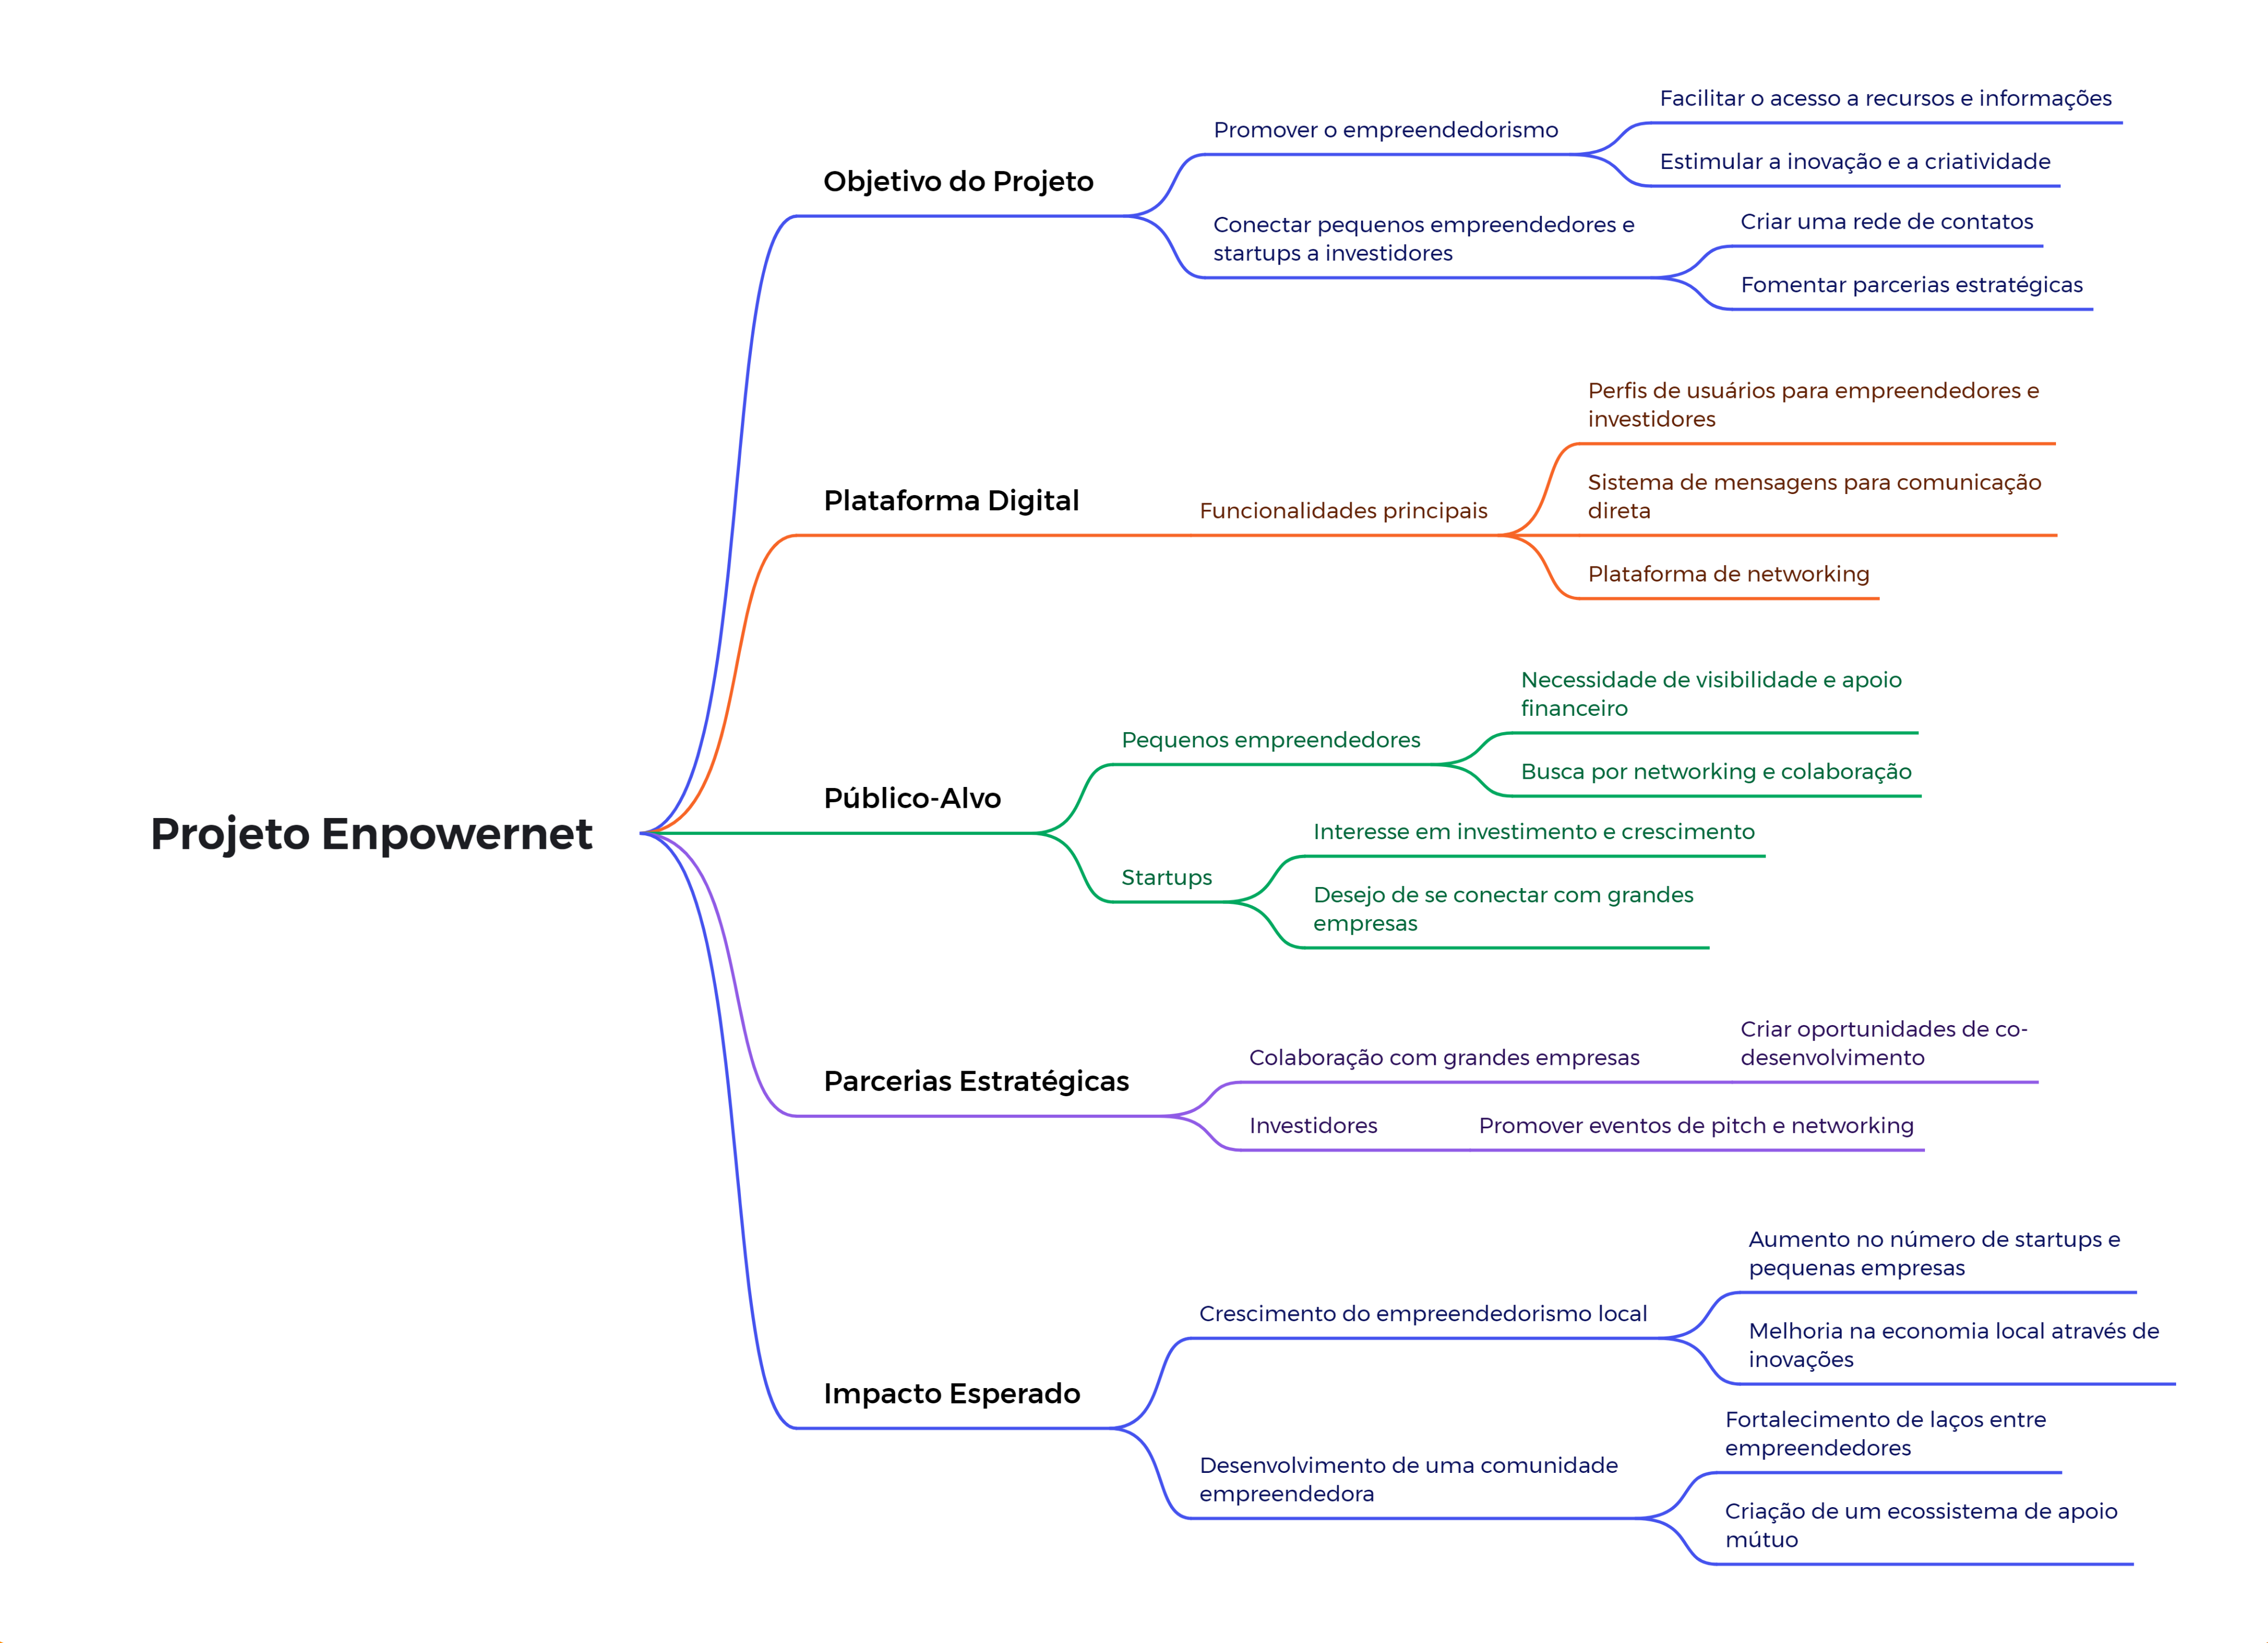 Projeto Enpowernet
Objetivo do Projeto
Promover o empreendedorismo
Facilitar o acesso a recursos e informações
Estimular a inovação e a criatividade
Conectar pequenos empreendedores e
startups a investidores
Criar uma rede de contatos
Fomentar parcerias estratégicas
Plataforma Digital
Funcionalidades principais
Perfis de usuários para empreendedores e
investidores
Sistema de mensagens para comunicação
direta
Plataforma de networking
Público-Alvo
Pequenos empreendedores
Necessidade de visibilidade e apoio
financeiro
Busca por networking e colaboração
Startups
Interesse em investimento e crescimento
Desejo de se conectar com grandes
empresas
Parcerias Estratégicas
Colaboração com grandes empresas
Criar oportunidades de co-
desenvolvimento
Investidores
Promover eventos de pitch e networking
Impacto Esperado
Crescimento do empreendedorismo local
Aumento no número de startups e
pequenas empresas
Melhoria na economia local através de
inovações
Desenvolvimento de uma comunidade
empreendedora
Fortalecimento de laços entre
empreendedores
Criação de um ecossistema de apoio
mútuo